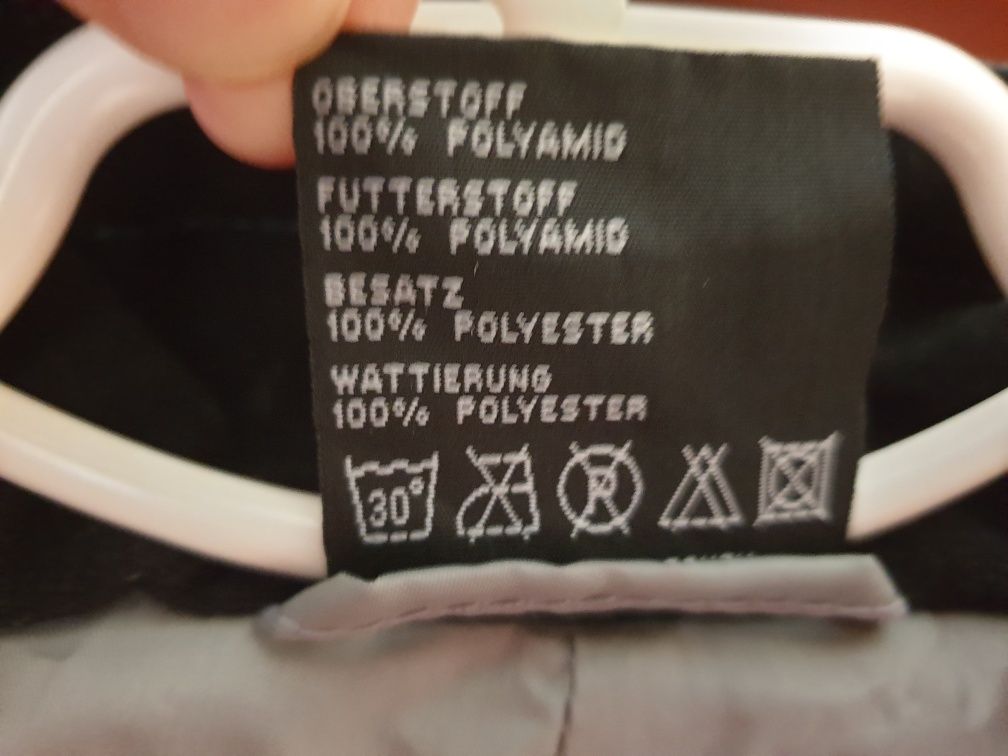 OBERSTOFF
100% POLYAMID
FUTTERSTOFF
100% POLYAMID
BESATZ
100% POLYESTER
WATTIERUNG
100% POLYESTER
30°